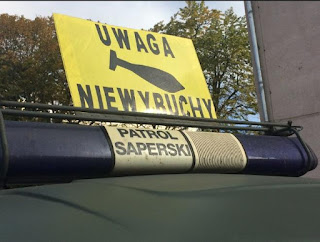 UWAGA
NIEWYBUCHY
PATROL
SAPERSKI